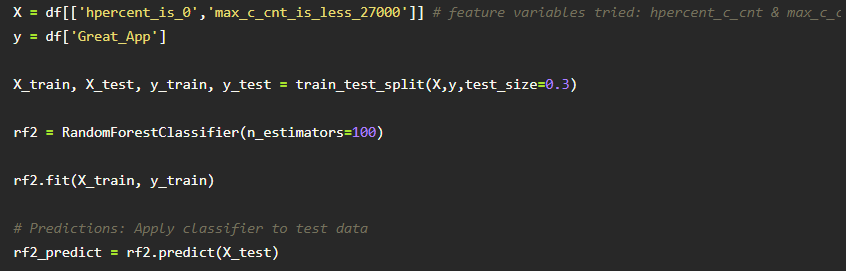 X = df[['hpercent_is_0','max_c_cnt_is_less_27000']] # feature variables tried: hpercent_c_cnt & max_c_c
y = df['Great_App']
X_train, X_test, y_train, y_test = train_test_split(X,y,test_size=0.3)
rf2 = RandomForestClassifier(n_estimators=100)
rf2.fit(X_train, y_train)
# Predictions: Apply classifier to test data
rf2_predict = rf2.predict(X_test)